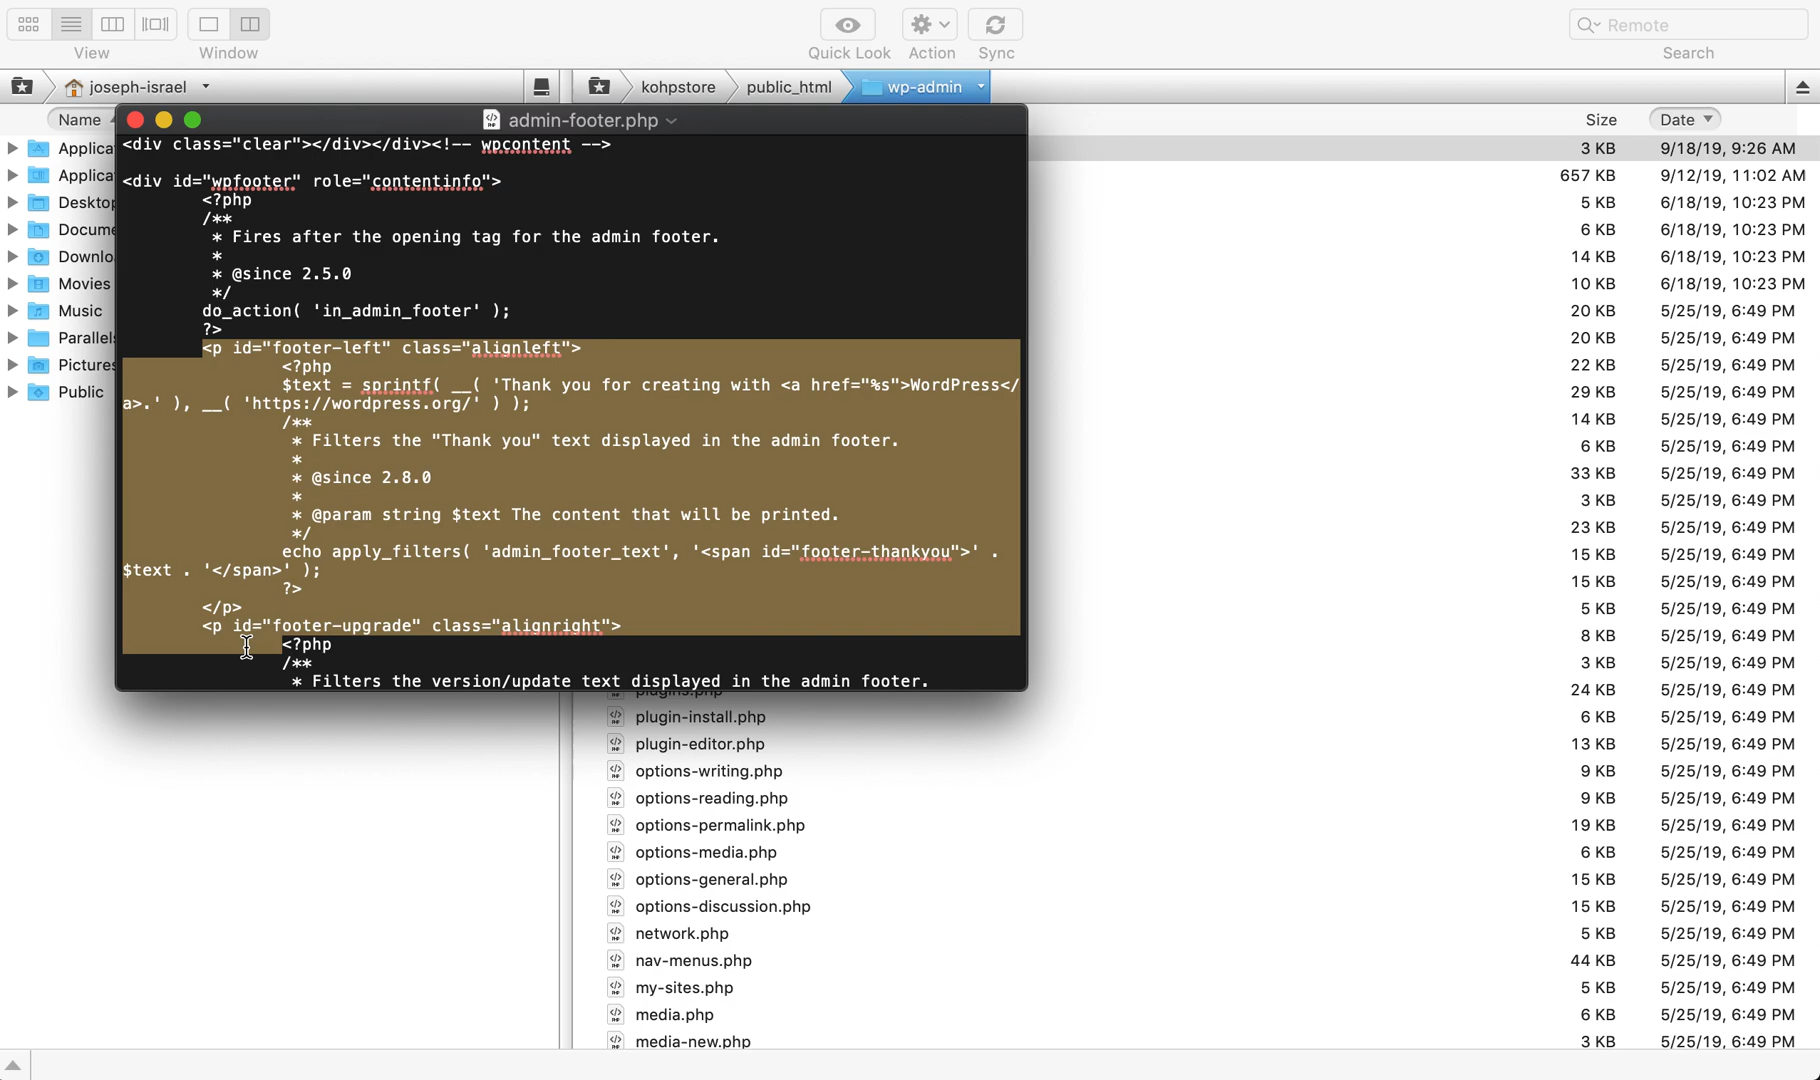 View
Window
Quick Look
Action
Sync
Remote
Search
joseph-israel
kohpstore
public_html
wp-admin
Name
Size
Date
admin-footer.php
<div class="clear"></div></div><!-- wpcontent -->
<div id="wpfooter" role="contentinfo">
<?php
/**
* Fires after the opening tag for the admin footer.
*
* @since 2.5.0
*/
do_action( 'in_admin_footer' );
?>
<p id="footer-left" class="alignleft">
<?php
$text = sprintf( __( 'Thank you for creating with <a href="%s">WordPress</
a>.' ), __( 'https://wordpress.org/' ) );
/**
* Filters the "Thank you" text displayed in the admin footer.
*
* @since 2.8.0
*
* @param string $text The content that will be printed.
*/
echo apply_filters( 'admin_footer_text', '<span id="footer-thankyou">' .
$text . '</span>' );
?>
</p>
<p id="footer-upgrade" class="alignright">
<?php
/**
* Filters the version/update text displayed in the admin footer.
Applica
Applica
Desktop
Docume
Downlo
Movies
Music
Parallels
Pictures
Public
3 KB 9/18/19, 9:26 AM
657 KB 9/12/19, 11:02 AM
5 KB 6/18/19, 10:23 PM
6 KB 6/18/19, 10:23 PM
14 KB 6/18/19, 10:23 PM
10 KB 6/18/19, 10:23 PM
20 KB 5/25/19, 6:49 PM
20 KB 5/25/19, 6:49 PM
22 KB 5/25/19, 6:49 PM
29 KB 5/25/19, 6:49 PM
14 KB 5/25/19, 6:49 PM
6 KB 5/25/19, 6:49 PM
33 KB 5/25/19, 6:49 PM
3 KB 5/25/19, 6:49 PM
23 KB 5/25/19, 6:49 PM
15 KB 5/25/19, 6:49 PM
15 KB 5/25/19, 6:49 PM
5 KB 5/25/19, 6:49 PM
8 KB 5/25/19, 6:49 PM
3 KB 5/25/19, 6:49 PM
plugins.php 24 KB 5/25/19, 6:49 PM
plugin-install.php 6 KB 5/25/19, 6:49 PM
plugin-editor.php 13 KB 5/25/19, 6:49 PM
options-writing.php 9 KB 5/25/19, 6:49 PM
options-reading.php 9 KB 5/25/19, 6:49 PM
options-permalink.php 19 KB 5/25/19, 6:49 PM
options-media.php 6 KB 5/25/19, 6:49 PM
options-general.php 15 KB 5/25/19, 6:49 PM
options-discussion.php 15 KB 5/25/19, 6:49 PM
network.php 5 KB 5/25/19, 6:49 PM
nav-menus.php 44 KB 5/25/19, 6:49 PM
my-sites.php 5 KB 5/25/19, 6:49 PM
media.php 6 KB 5/25/19, 6:49 PM
media-new.php 3 KB 5/25/19, 6:49 PM